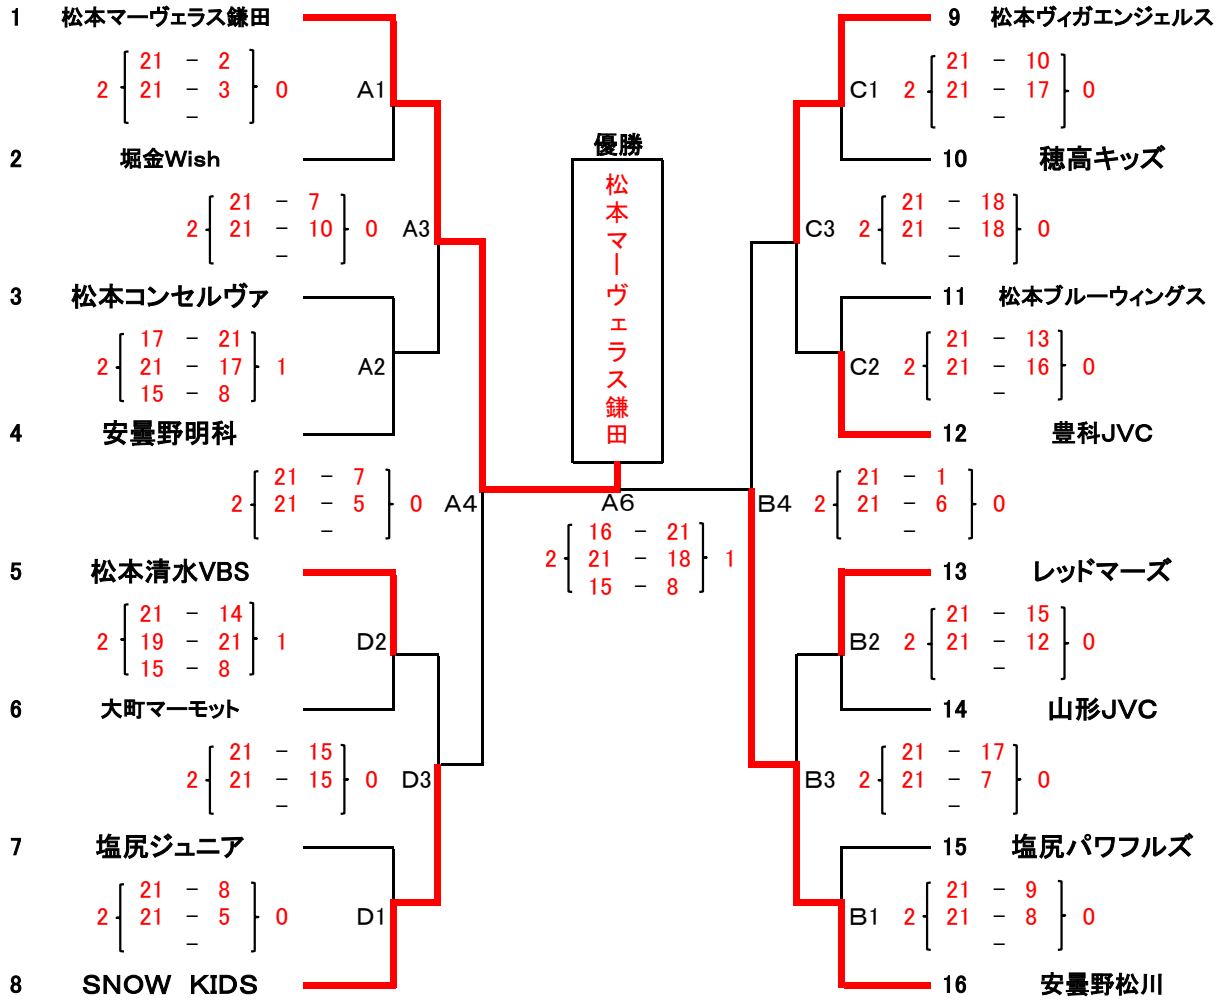 1 松本マーヴェラス鎌田
21 - 2
2 21 - 3 0 A1
-
2 堀金Wish
21 - 7
2 21 - 10 0 A3
-
3 松本コンセルヴァ
17 - 21
2 21 - 17 1 A2
15 - 8
4 安曇野明科
21 - 7
2 21 - 5 0 A4
-
5 松本清水VBS
21 - 14
2 19 - 21 1 D2
15 - 8
6 大町マーモット
21 - 15
2 21 - 15 0 D3
-
7 塩尻ジュニア
21 - 8
2 21 - 5 0 D1
-
8 SNOW KIDS
優勝
松本マーヴェラス鎌田
A6
16 - 21
2 21 - 18 1
15 - 8
9 松本ヴィガエンジェルス
21 - 10
C1 2 21 - 17 0
-
10 穂高キッズ
21 - 18
C3 2 21 - 18 0
-
11 松本ブルーウィングス
21 - 13
C2 2 21 - 16 0
-
12 豊科JVC
21 - 1
B4 2 21 - 6 0
-
13 レッドマーズ
21 - 15
B2 2 21 - 12 0
-
14 山形JVC
21 - 17
B3 2 21 - 7 0
-
15 塩尻パワフルズ
21 - 9
B1 2 21 - 8 0
-
16 安曇野松川